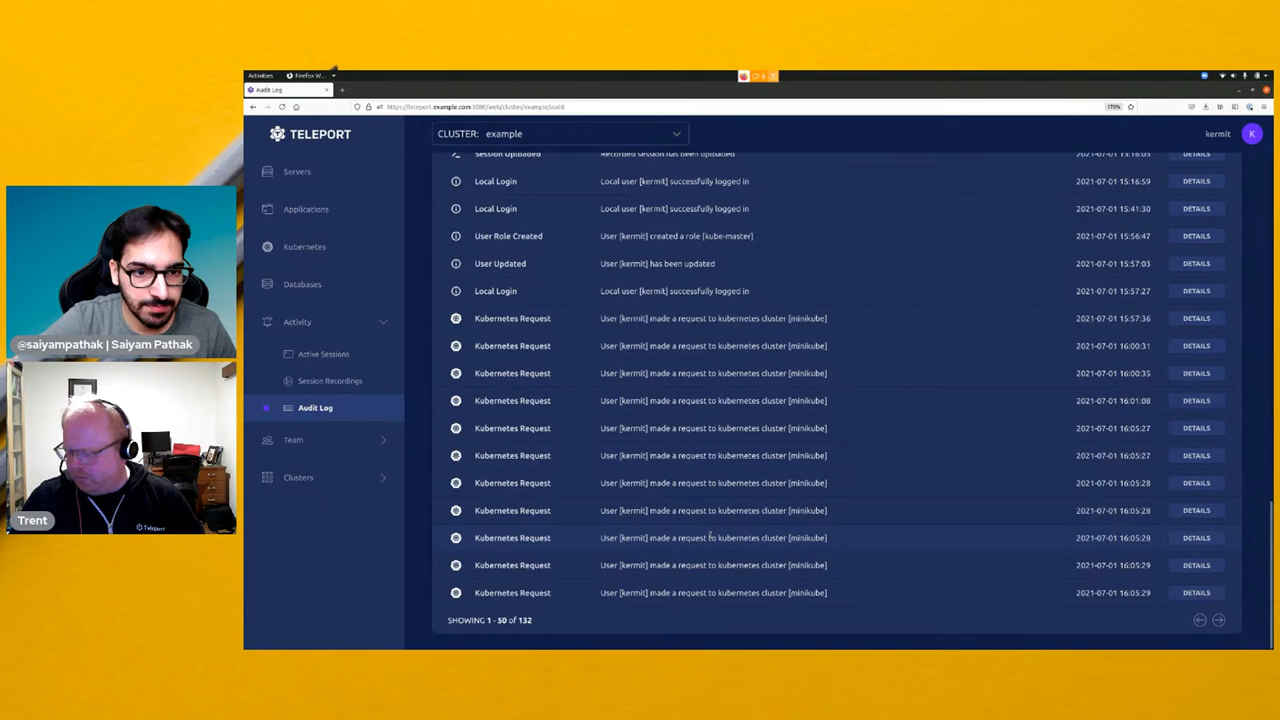 Activities
Firefox W...
Audit Log
https://teleport.example.com:3080/web/cluster/example/audit
170%
TELEPORT
CLUSTER: example
kermit
K
Servers
Applications
Kubernetes
Databases
Activity
Active Sessions
Session Recordings
Audit Log
Team
Clusters
Session Uploaded Recorded session has been uploaded 2021-07-01 15:16:05 DETAILS
Local Login Local user [kermit] successfully logged in 2021-07-01 15:16:59 DETAILS
Local Login Local user [kermit] successfully logged in 2021-07-01 15:41:30 DETAILS
User Role Created User [kermit] created a role [kube-master] 2021-07-01 15:56:47 DETAILS
User Updated User [kermit] has been updated 2021-07-01 15:57:03 DETAILS
Local Login Local user [kermit] successfully logged in 2021-07-01 15:57:27 DETAILS
Kubernetes Request User [kermit] made a request to kubernetes cluster [minikube] 2021-07-01 15:57:36 DETAILS
Kubernetes Request User [kermit] made a request to kubernetes cluster [minikube] 2021-07-01 16:00:31 DETAILS
Kubernetes Request User [kermit] made a request to kubernetes cluster [minikube] 2021-07-01 16:00:35 DETAILS
Kubernetes Request User [kermit] made a request to kubernetes cluster [minikube] 2021-07-01 16:01:08 DETAILS
Kubernetes Request User [kermit] made a request to kubernetes cluster [minikube] 2021-07-01 16:05:27 DETAILS
Kubernetes Request User [kermit] made a request to kubernetes cluster [minikube] 2021-07-01 16:05:27 DETAILS
Kubernetes Request User [kermit] made a request to kubernetes cluster [minikube] 2021-07-01 16:05:28 DETAILS
Kubernetes Request User [kermit] made a request to kubernetes cluster [minikube] 2021-07-01 16:05:28 DETAILS
Kubernetes Request User [kermit] made a request to kubernetes cluster [minikube] 2021-07-01 16:05:28 DETAILS
Kubernetes Request User [kermit] made a request to kubernetes cluster [minikube] 2021-07-01 16:05:29 DETAILS
Kubernetes Request User [kermit] made a request to kubernetes cluster [minikube] 2021-07-01 16:05:29 DETAILS
SHOWING 1 - 50 of 132
@saiyampathak | Saiyam Pathak
Trent
TELEPORT